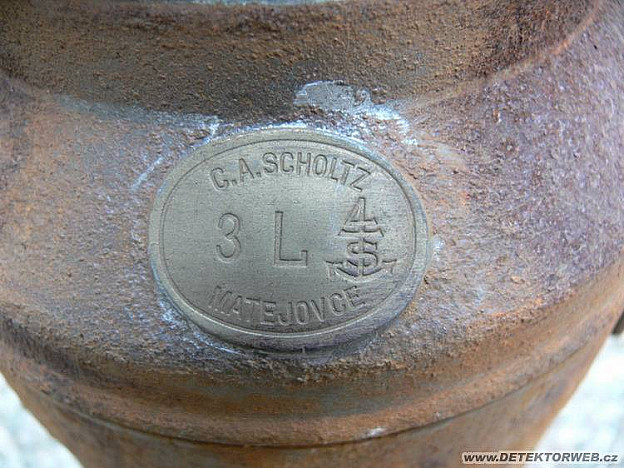 C.A.SCHOLTZ
3 L
4
S
MATEJOVCE
www.DETEKTORWEB.cz